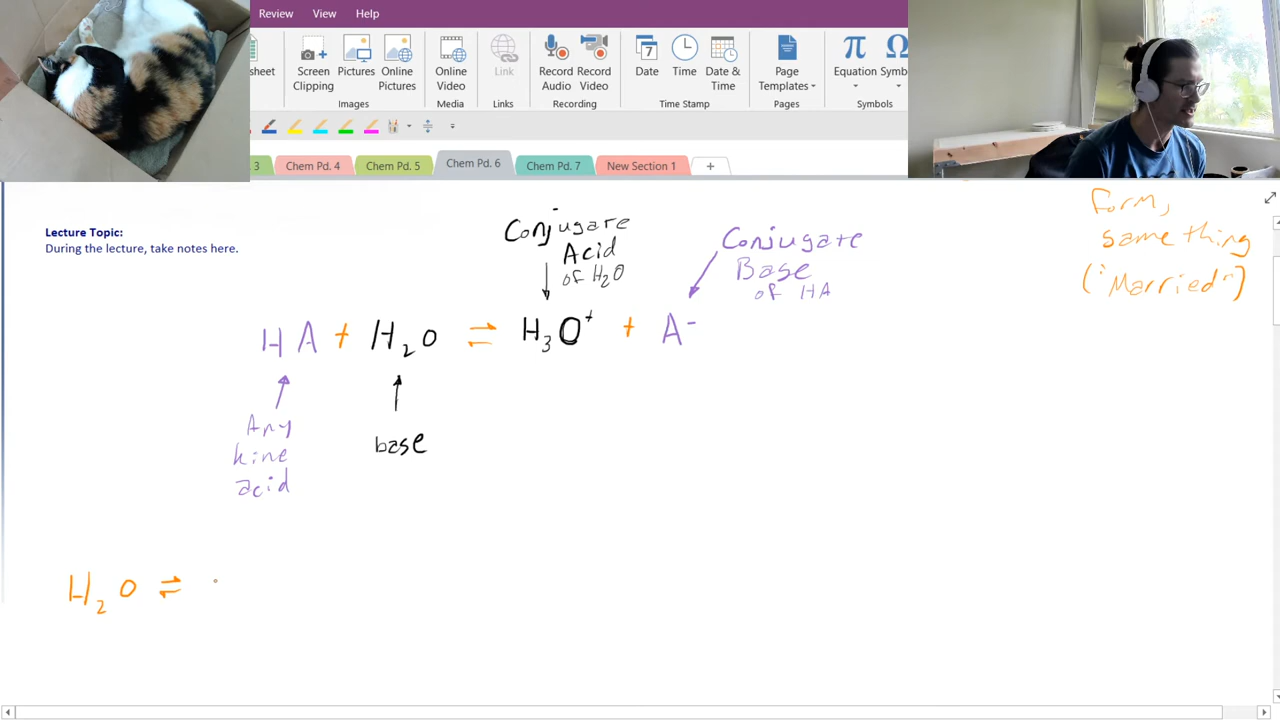 Review View Help
sheet Screen Clipping Pictures Online Pictures Online Video Link Record Audio Record Video Date Time Date & Time Page Templates Equation Symb
Images Media Links Recording Time Stamp Pages Symbols
3 Chem Pd. 4 Chem Pd. 5 Chem Pd. 6 Chem Pd. 7 New Section 1 +
Lecture Topic:
During the lecture, take notes here.
Form,
same thing
("Married")
Conjugate
Acid
of H₂O
Conjugate
Base
of HA
HA + H₂O ⇌ H₃O⁺ + A⁻
Any
kine
acid
base
H₂O ⇌